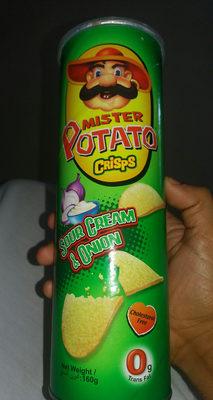 MISTER
POTATO
CRISPS
SOUR CREAM
& ONION
Cholesterol
Free
Net Weight /
160g
0g
Trans Fat